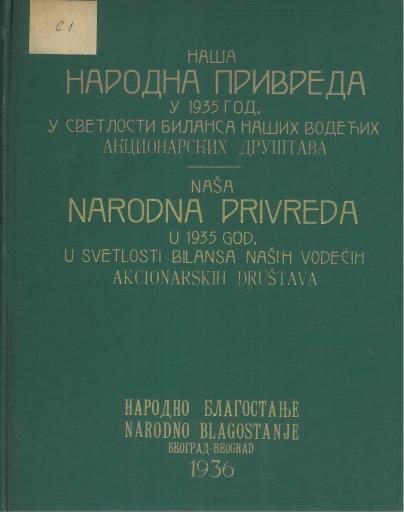 C1
НАША
НАРОДНА ПРИВРЕДА
У 1935 ГОД.
У СВЕТЛОСТИ БИЛАНСА НАШИХ ВОДЕЋИХ
АКЦИОНАРСКИХ ДРУШТАВА
NAŠA
NARODNA PRIVREDA
U 1935 GOD.
U SVETLOSTI BILANSA NAŠIH VODEĆIH
AKCIONARSKIH DRUŠTAVA
НАРОДНО БЛАГОСТАЊЕ
NARODNO BLAGOSTANJE
БЕОГРАД-BEOGRAD
1936